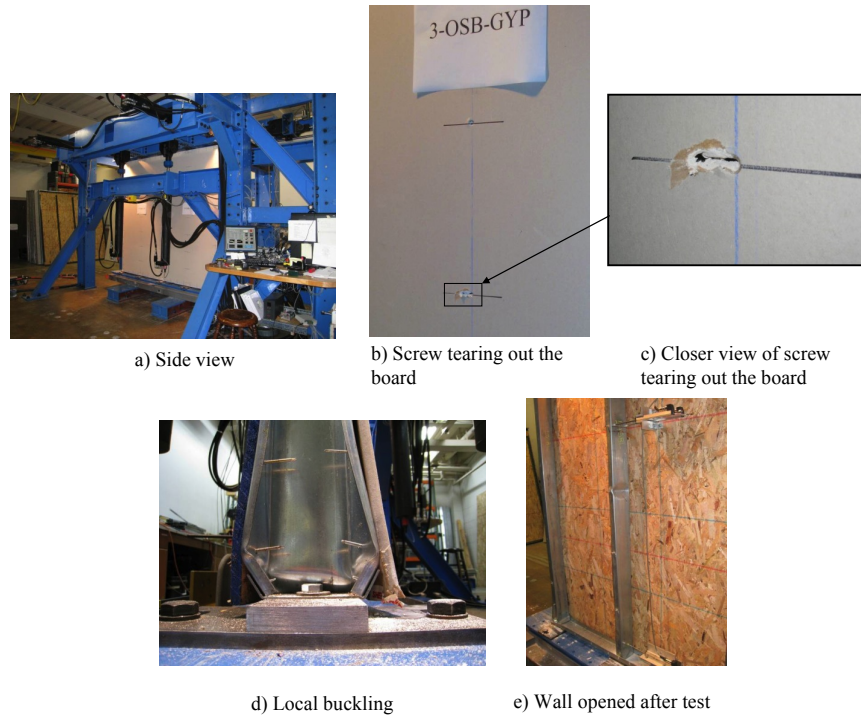 3-OSB-GYP
a) Side view
b) Screw tearing out the
board
c) Closer view of screw
tearing out the board
d) Local buckling
e) Wall opened after test